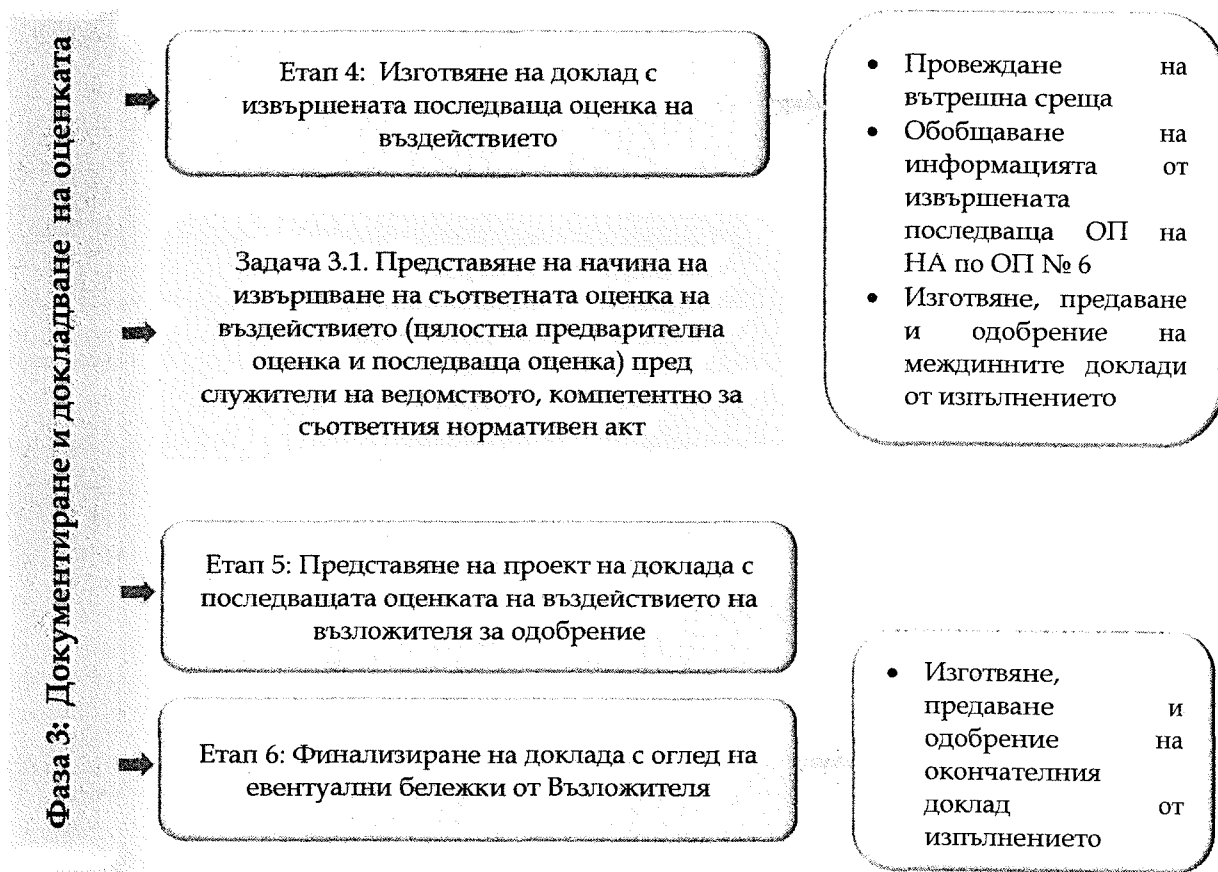 Фаза 3: Документиране и докладване на оценката
Етап 4: Изготвяне на доклад с
извършената последваща оценка на
въздействието
• Провеждане на
вътрешна среща
• Обобщаване на
информацията от
извършената
последваща ОП на
НА по ОП № 6
• Изготвяне, предаване
и одобрение на
междинните доклади
от изпълнението
Задача 3.1. Представяне на начина на
извършване на съответната оценка на
въздействието (цялостна предварителна
оценка и последваща оценка) пред
служители на ведомството, компетентно за
съответния нормативен акт
Етап 5: Представяне на проект на доклада с
последващата оценката на въздействието на
възложителя за одобрение
Етап 6: Финализиране на доклада с оглед на
евентуални бележки от Възложителя
• Изготвяне,
предаване и
одобрение на
окончателния
доклад от
изпълнението